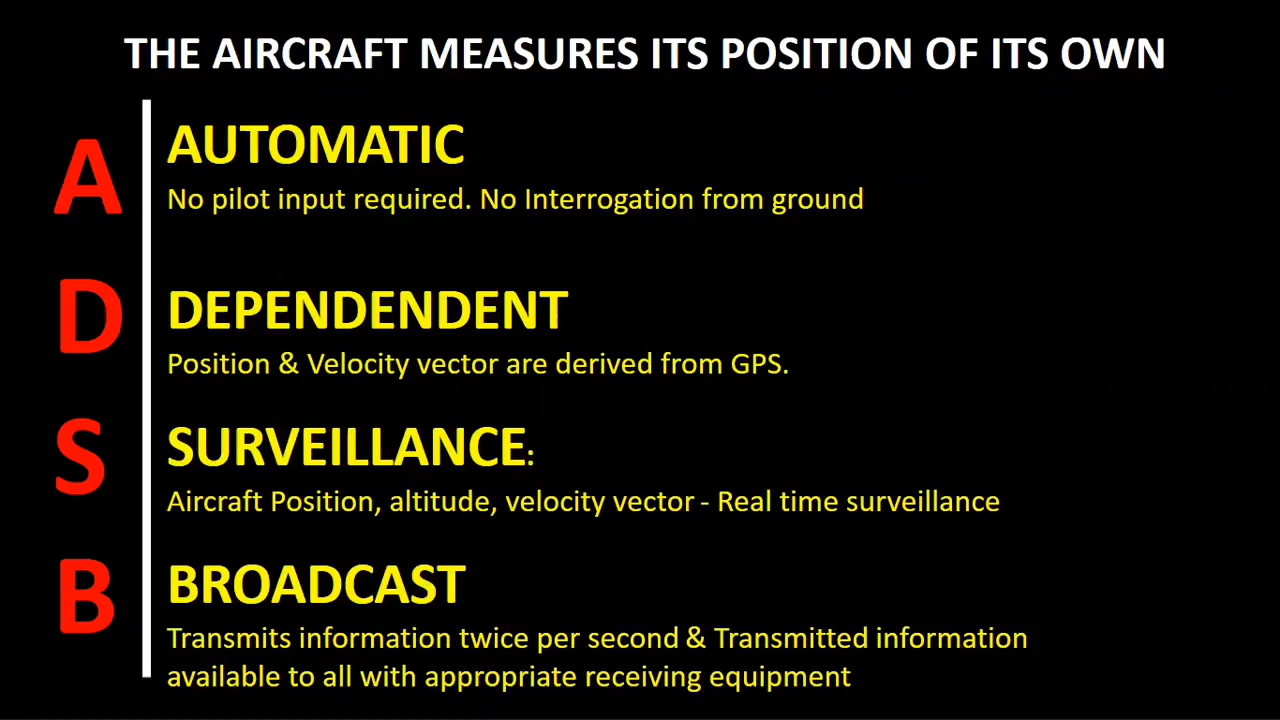 THE AIRCRAFT MEASURES ITS POSITION OF ITS OWN
A
AUTOMATIC
No pilot input required. No Interrogation from ground
D
DEPENDENDENT
Position & Velocity vector are derived from GPS.
S
SURVEILLANCE:
Aircraft Position, altitude, velocity vector - Real time surveillance
B
BROADCAST
Transmits information twice per second & Transmitted information
available to all with appropriate receiving equipment